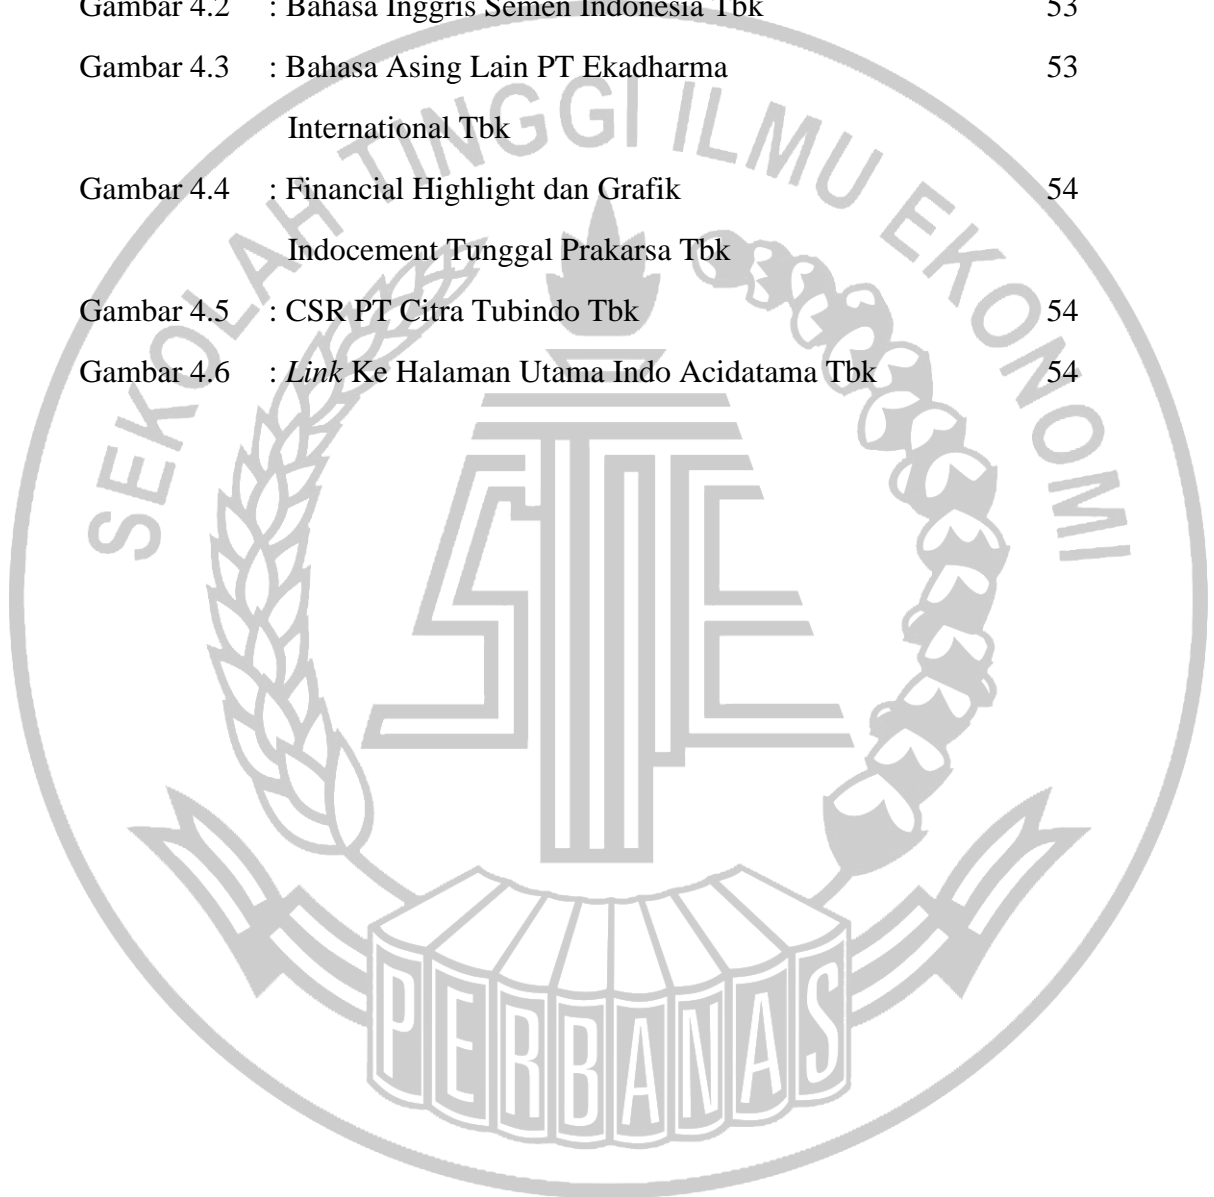 Gambar 4.2 : Bahasa Inggris Semen Indonesia Tbk 53
Gambar 4.3 : Bahasa Asing Lain PT Ekadharma 53
International Tbk
Gambar 4.4 : Financial Highlight dan Grafik 54
Indocement Tunggal Prakarsa Tbk
Gambar 4.5 : CSR PT Citra Tubindo Tbk 54
Gambar 4.6 : Link Ke Halaman Utama Indo Acidatama Tbk 54
SEKOLAH TINGGI ILMU EKONOMI
STIE
PERBANAS